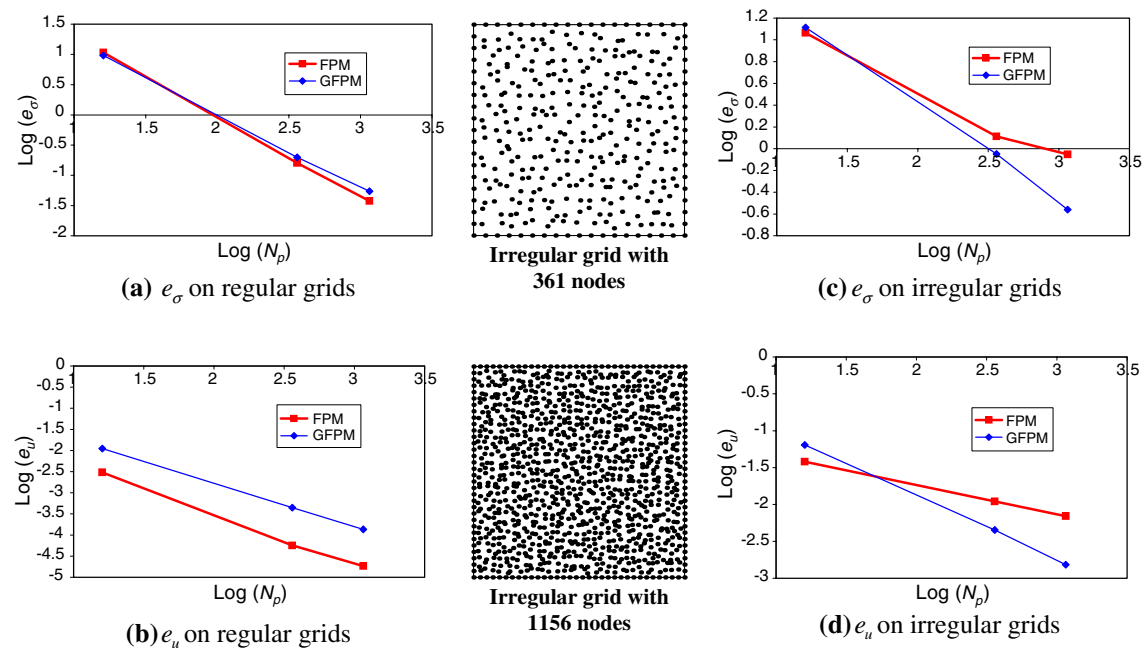 1.5
1
0.5
0
-0.5
-1
-1.5
-2
1
1.5
2
2.5
3
3.5
Log (eσ)
Log (Np)
FPM
GFPM
(a) eσ on regular grids
Irregular grid with
361 nodes
1.2
1
0.8
0.6
0.4
0.2
0
-0.2
-0.4
-0.6
-0.8
1
1.5
2
2.5
3
3.5
Log (eσ)
Log (Np)
FPM
GFPM
(c) eσ on irregular grids
0
-0.5
-1
-1.5
-2
-2.5
-3
-3.5
-4
-4.5
-5
1
1.5
2
2.5
3
3.5
Log (eu)
Log (Np)
FPM
GFPM
(b) eu on regular grids
Irregular grid with
1156 nodes
0
-0.5
-1
-1.5
-2
-2.5
-3
1
1.5
2
2.5
3
3.5
Log (eu)
Log (Np)
FPM
GFPM
(d) eu on irregular grids